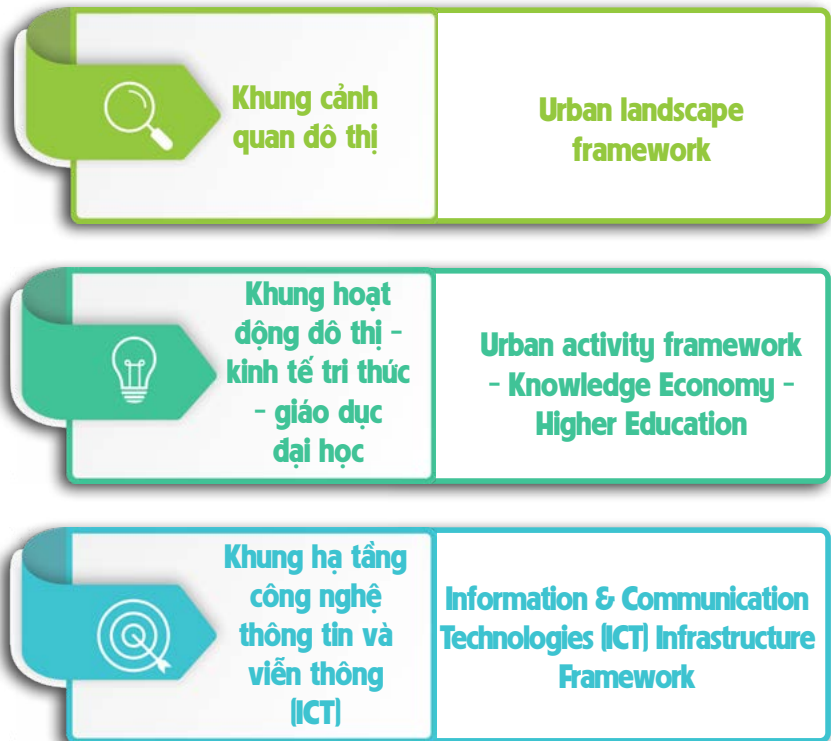 Khung cảnh
quan đô thị
Urban landscape
framework
Khung hoạt
động đô thị -
kinh tế tri thức
- giáo dục
đại học
Urban activity framework
- Knowledge Economy -
Higher Education
Khung hạ tầng
công nghệ
thông tin và
viễn thông
(ICT)
Information & Communication
Technologies (ICT) Infrastructure
Framework